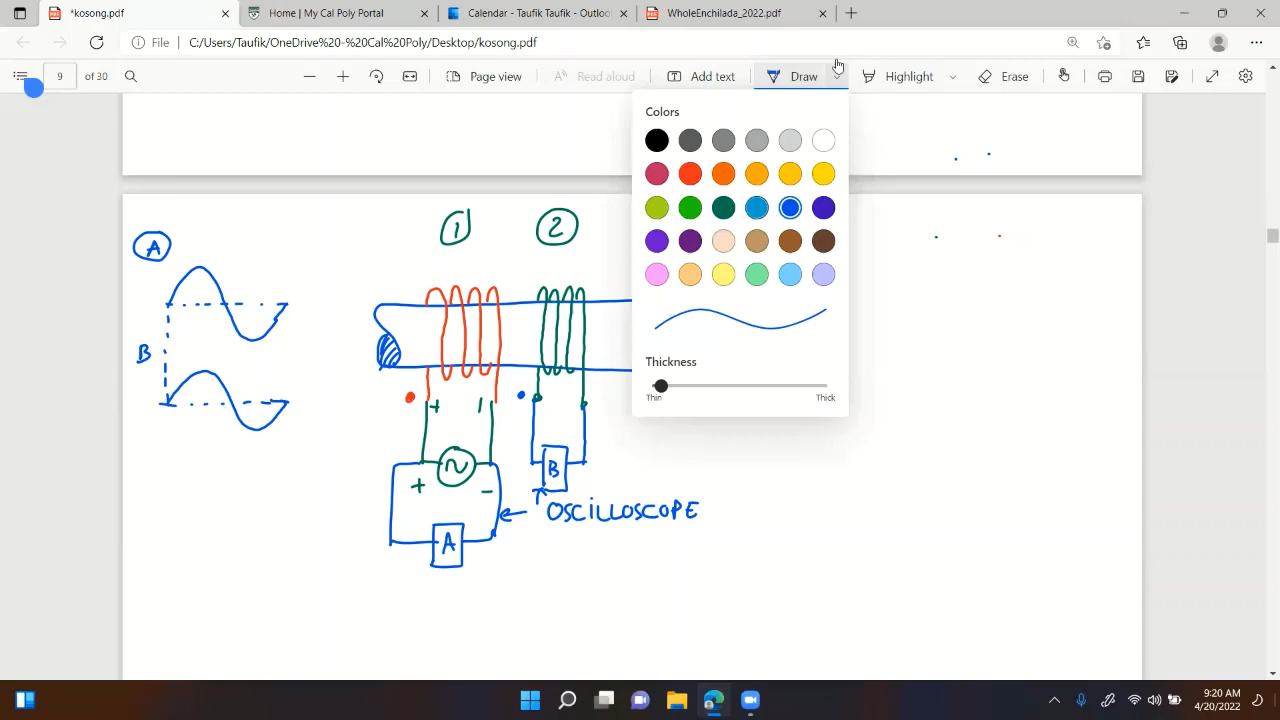 *kosong.pdf
Home | My Cal Poly Portal
Calendar - Taufik Taufik - Outloo
WholeEnchilada_2022.pdf
File
C:/Users/Taufik/OneDrive%20-%20Cal%20Poly/Desktop/kosong.pdf
9 of 30
Page view
Read aloud
Add text
Draw
Highlight
Erase
Colors
Thickness
Thin
Thick
1
2
A
B
+ -
+ -
B
OSCILLOSCOPE
A
9:20 AM
4/20/2022